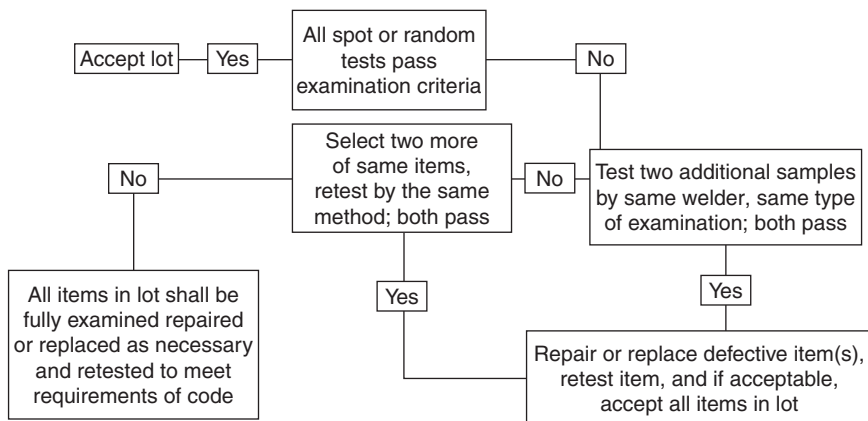 All spot or random
tests pass
examination criteria
Accept lot
Yes
No
Select two more
of same items,
retest by the same
method; both pass
No
No
Test two additional samples
by same welder, same type
of examination; both pass
All items in lot shall be
fully examined repaired
or replaced as necessary
and retested to meet
requirements of code
Yes
Yes
Repair or replace defective item(s),
retest item, and if acceptable,
accept all items in lot